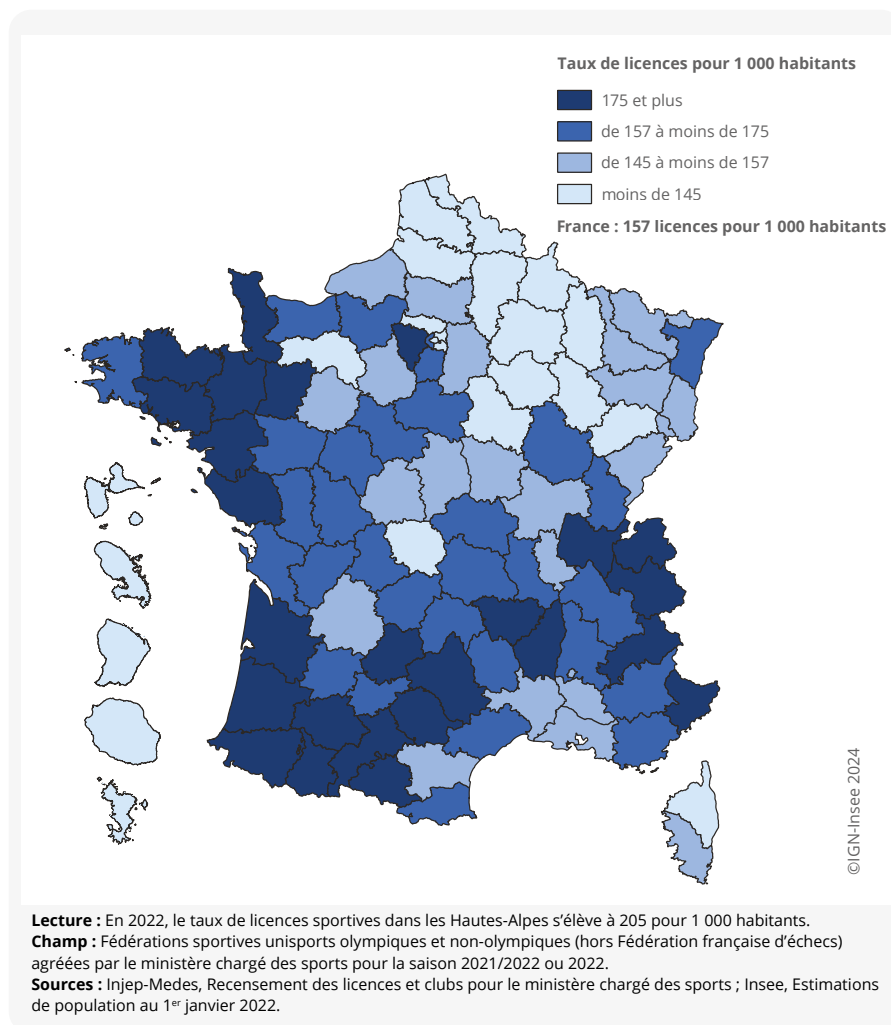 Taux de licences pour 1 000 habitants
175 et plus
de 157 à moins de 175
de 145 à moins de 157
moins de 145
France : 157 licences pour 1 000 habitants
©IGN-Insee 2024
Lecture : En 2022, le taux de licences sportives dans les Hautes-Alpes s’élève à 205 pour 1 000 habitants.
Champ : Fédérations sportives unisports olympiques et non-olympiques (hors Fédération française d’échecs)
agréées par le ministère chargé des sports pour la saison 2021/2022 ou 2022.
Sources : Injep-Medes, Recensement des licences et clubs pour le ministère chargé des sports ; Insee, Estimations
de population au 1er janvier 2022.